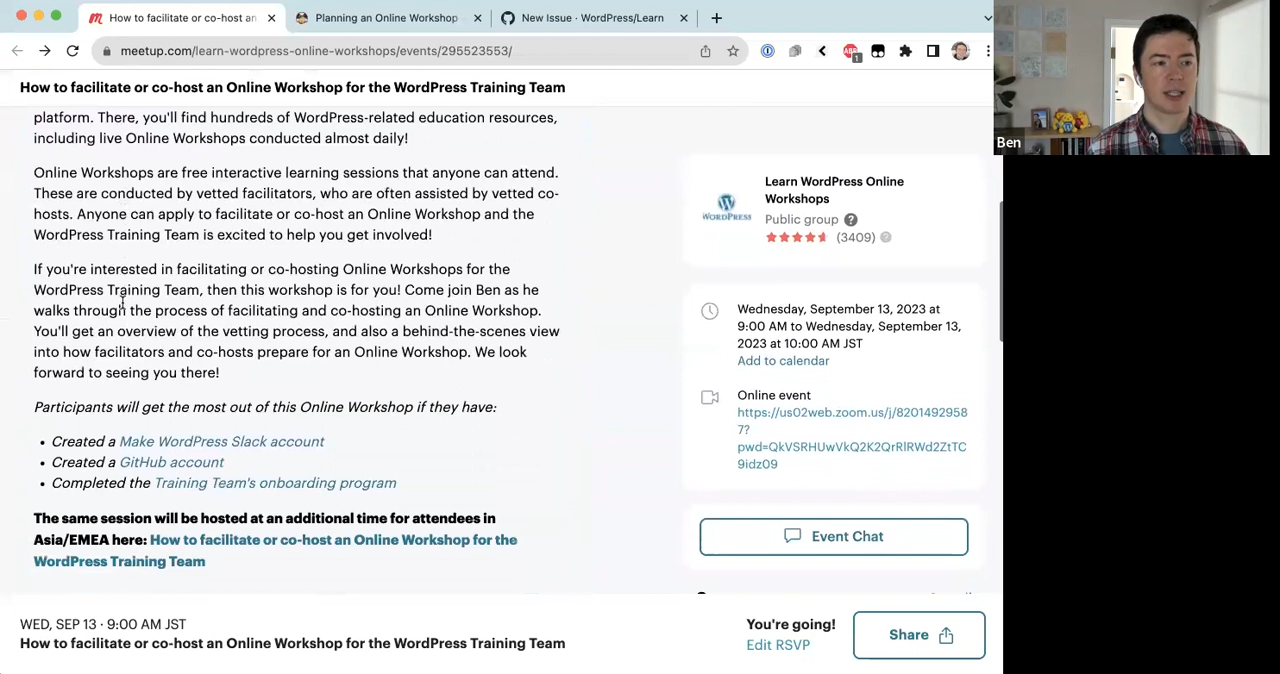 How to facilitate or co-host an
Planning an Online Workshop
New Issue · WordPress/Learn
meetup.com/learn-wordpress-online-workshops/events/295523553/
How to facilitate or co-host an Online Workshop for the WordPress Training Team
platform. There, you'll find hundreds of WordPress-related education resources,
including live Online Workshops conducted almost daily!
Online Workshops are free interactive learning sessions that anyone can attend.
These are conducted by vetted facilitators, who are often assisted by vetted co-
hosts. Anyone can apply to facilitate or co-host an Online Workshop and the
WordPress Training Team is excited to help you get involved!
If you're interested in facilitating or co-hosting Online Workshops for the
WordPress Training Team, then this workshop is for you! Come join Ben as he
walks through the process of facilitating and co-hosting an Online Workshop.
You'll get an overview of the vetting process, and also a behind-the-scenes view
into how facilitators and co-hosts prepare for an Online Workshop. We look
forward to seeing you there!
Participants will get the most out of this Online Workshop if they have:
• Created a Make WordPress Slack account
• Created a GitHub account
• Completed the Training Team's onboarding program
The same session will be hosted at an additional time for attendees in
Asia/EMEA here: How to facilitate or co-host an Online Workshop for the
WordPress Training Team
WORDPRESS
Learn WordPress Online
Workshops
Public group
(3409)
Wednesday, September 13, 2023 at
9:00 AM to Wednesday, September 13,
2023 at 10:00 AM JST
Add to calendar
Online event
https://us02web.zoom.us/j/8201492958
7?
pwd=QkVSRHUwVkQ2K2QrRlRWd2ZtTC
9idz09
Event Chat
WED, SEP 13 · 9:00 AM JST
How to facilitate or co-host an Online Workshop for the WordPress Training Team
You're going!
Edit RSVP
Share
Ben
ABP
1